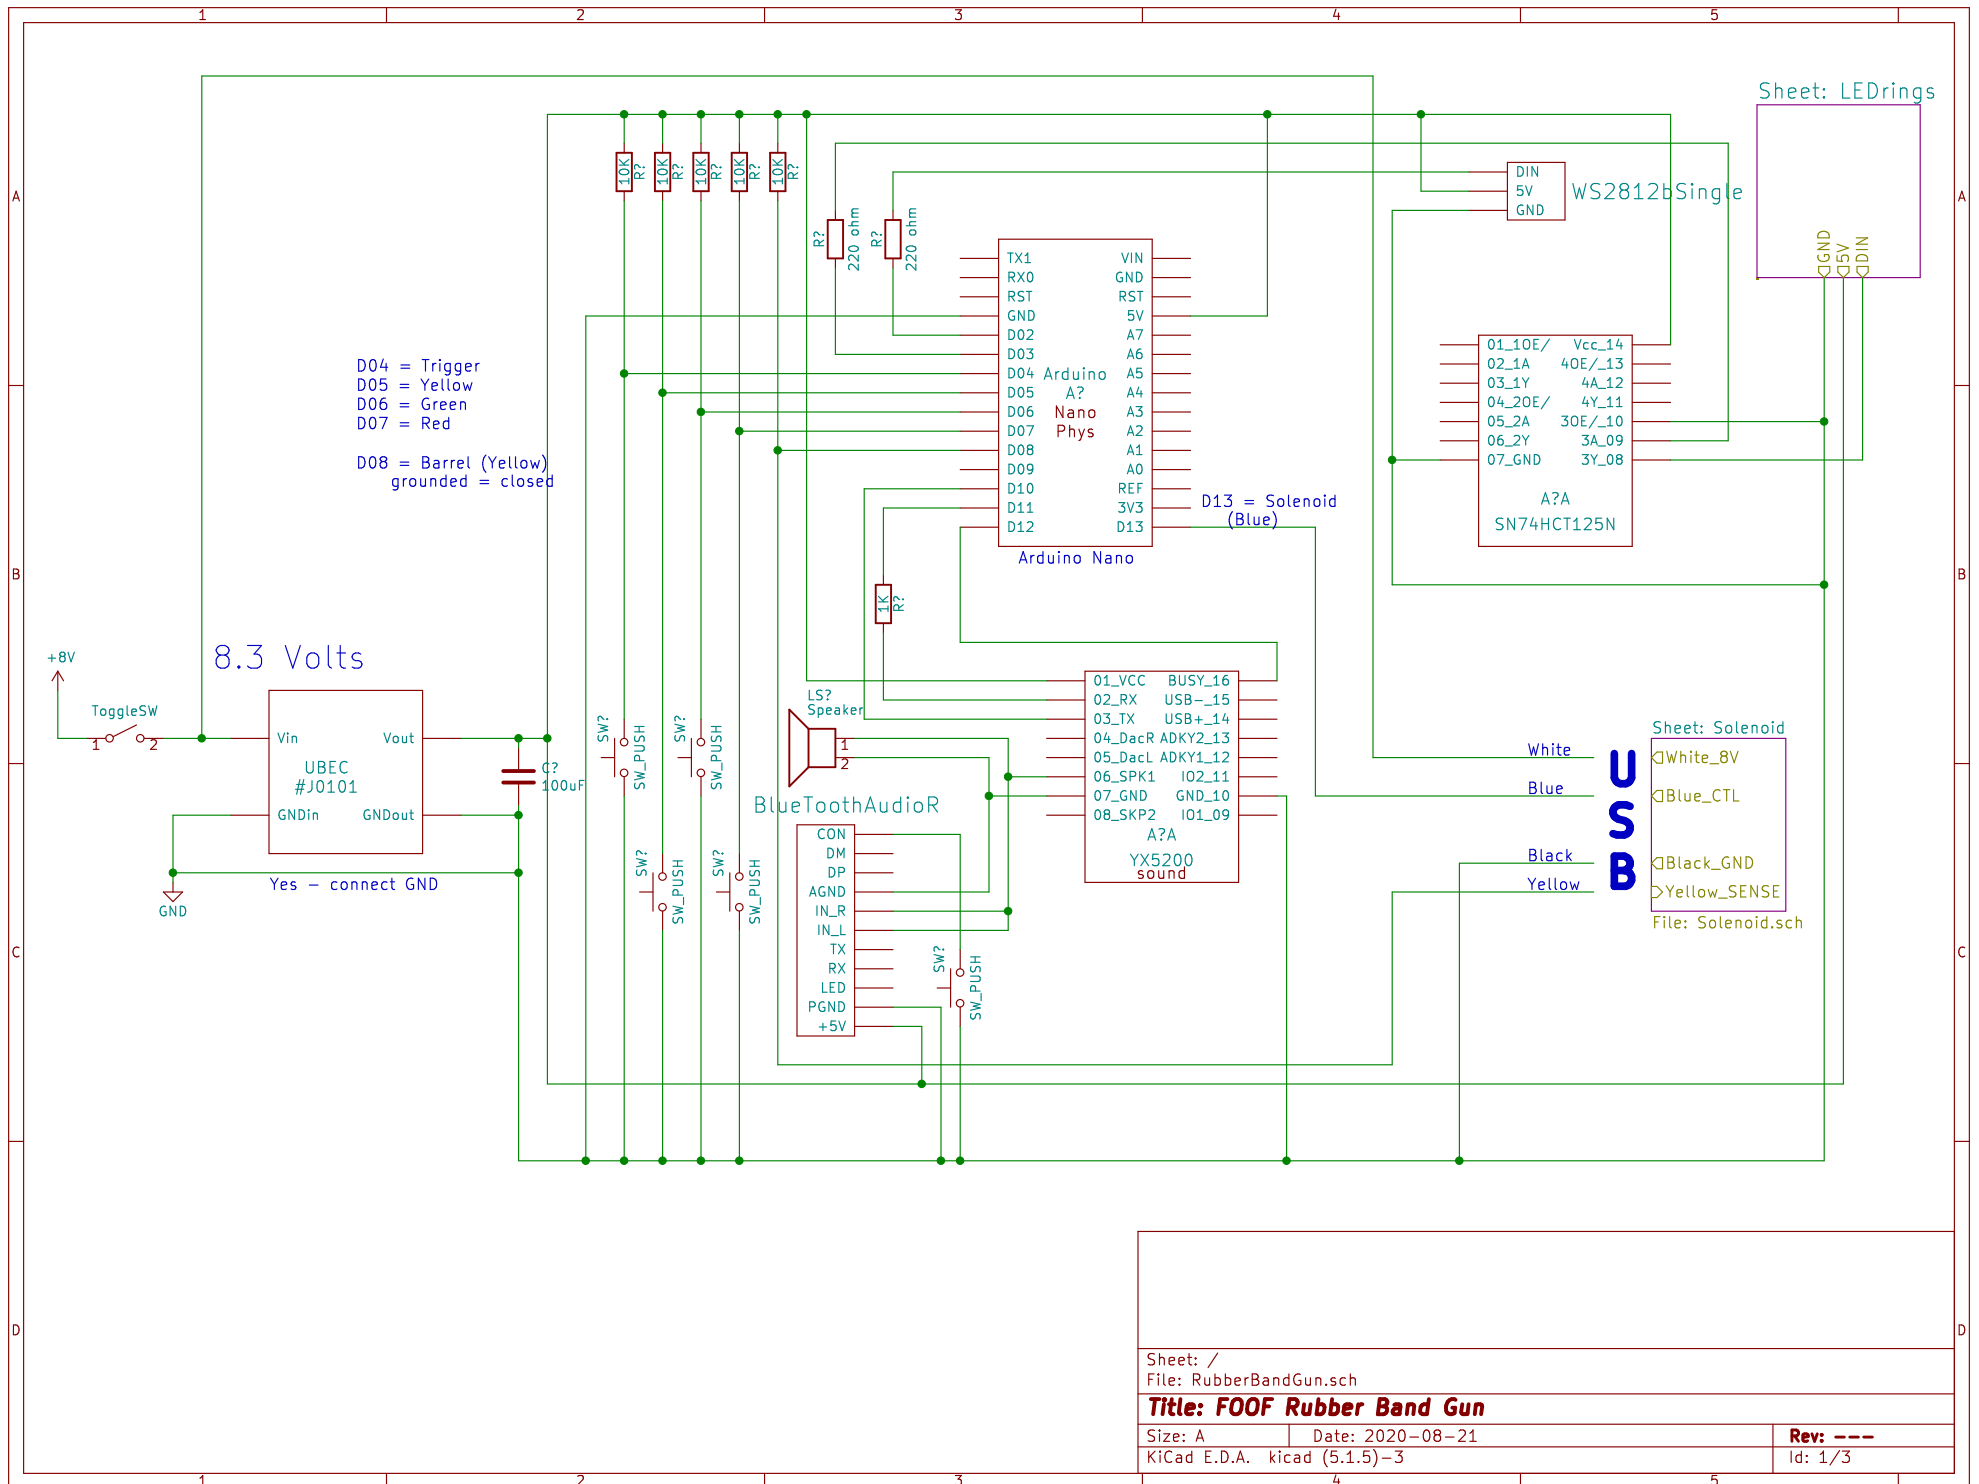 1 2 3 4 5
A
B
C
D
A
B
C
D
1 2 3 4 5
Sheet: LEDrings
GND
5V
DIN
10K R?
10K R?
10K R?
10K R?
10K R?
R? 220 ohm
R? 220 ohm
DIN
5V
GND
WS2812bSingle
TX1
RX0
RST
GND
D02
D03
D04
D05
D06
D07
D08
D09
D10
D11
D12
VIN
GND
RST
5V
A7
A6
A5
A4
A3
A2
A1
A0
REF
3V3
D13
Arduino
A?
Nano
Phys
Arduino Nano
D04 = Trigger
D05 = Yellow
D06 = Green
D07 = Red
D08 = Barrel (Yellow)
grounded = closed
D13 = Solenoid
(Blue)
01_1OE/
02_1A
03_1Y
04_2OE/
05_2A
06_2Y
07_GND
Vcc_14
4OE/_13
4A_12
4Y_11
3OE/_10
3A_09
3Y_08
A?A
SN74HCT125N
1K R?
8.3 Volts
+8V
ToggleSW
1 2
Vin
Vout
UBEC
#J0101
GNDin
GNDout
C?
100uF
Yes - connect GND
GND
SW? SW_PUSH
SW? SW_PUSH
SW? SW_PUSH
SW? SW_PUSH
LS?
Speaker
1
2
01_VCC
02_RX
03_TX
04_DacR
05_DacL
06_SPK1
07_GND
08_SKP2
BUSY_16
USB-_15
USB+_14
ADKY2_13
ADKY1_12
IO2_11
GND_10
IO1_09
A?A
YX5200
sound
BlueToothAudioR
CON
DM
DP
AGND
IN_R
IN_L
TX
RX
LED
PGND
+5V
SW? SW_PUSH
White
Blue
Black
Yellow
U
S
B
Sheet: Solenoid
White_8V
Blue_CTL
Black_GND
Yellow_SENSE
File: Solenoid.sch
Sheet: /
File: RubberBandGun.sch
Title: FOOF Rubber Band Gun
Size: A Date: 2020-08-21 Rev: ---
KiCad E.D.A. kicad (5.1.5)-3 Id: 1/3